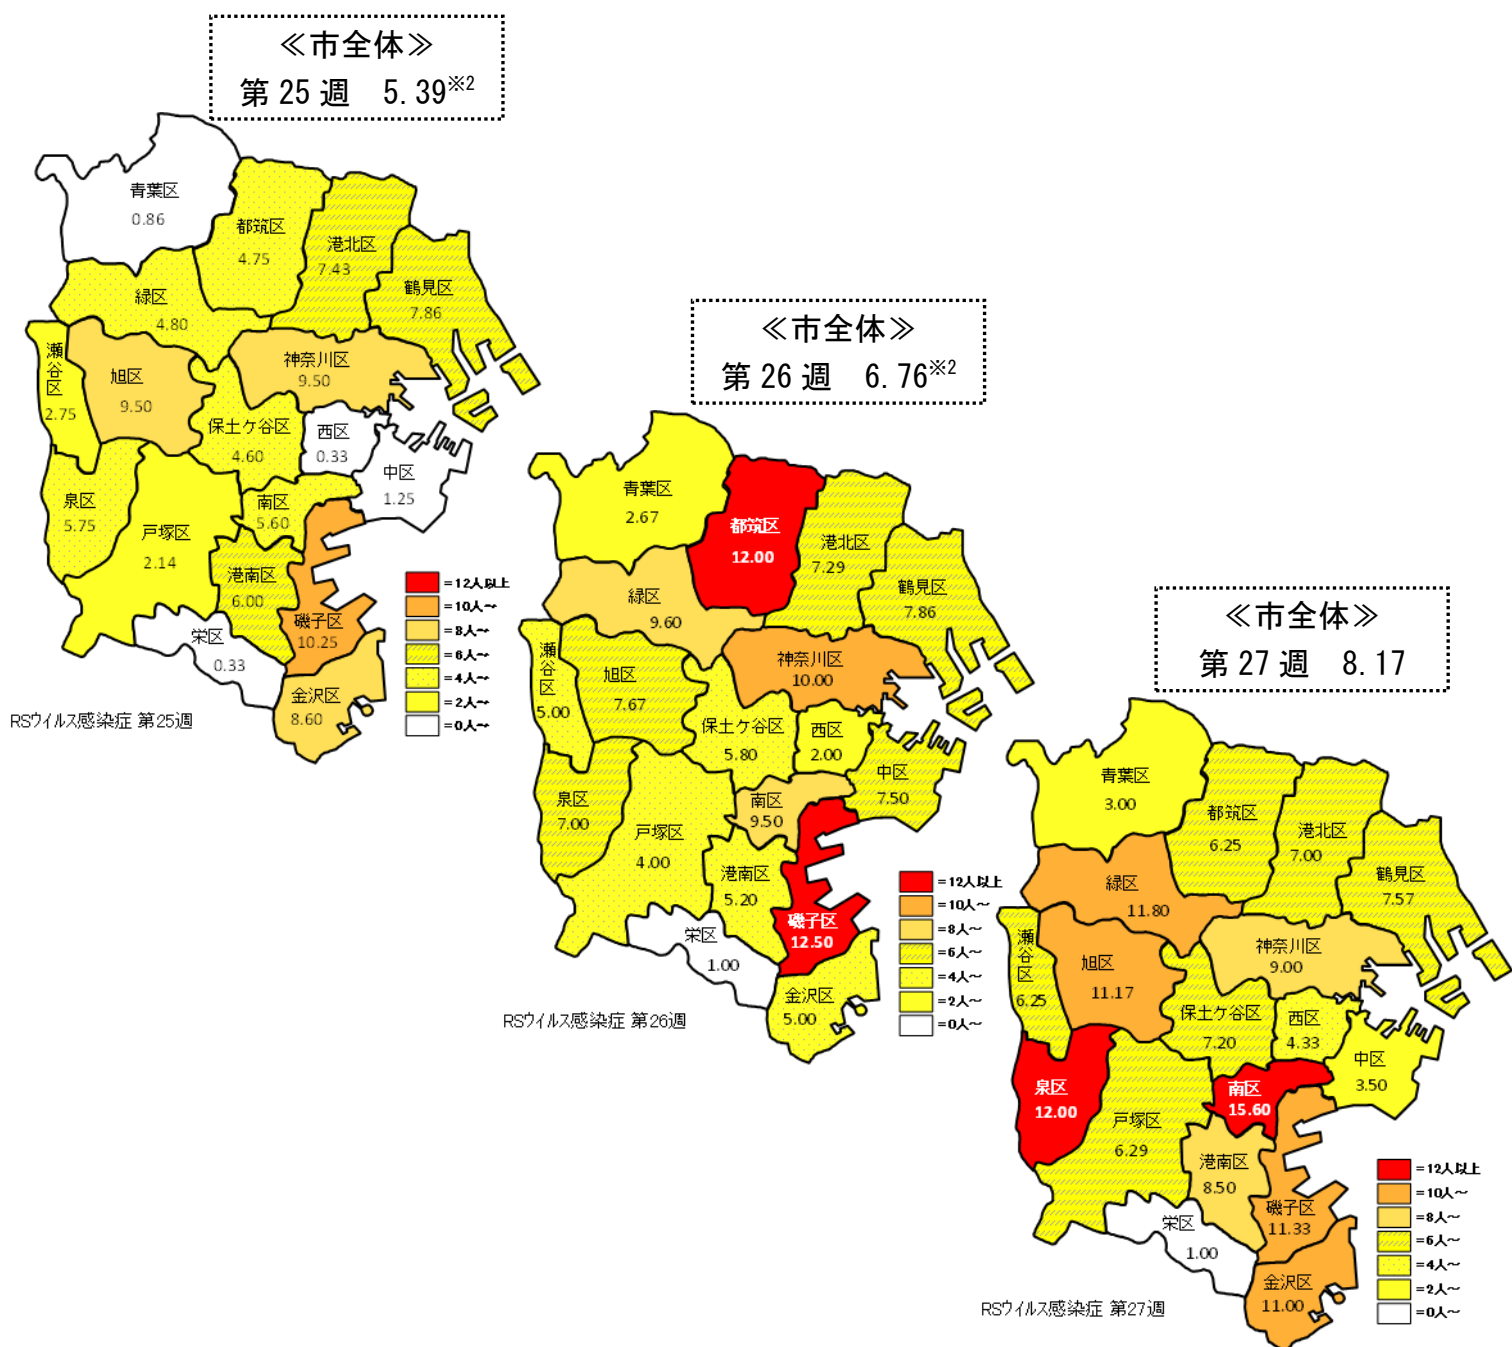 ≪市全体≫
第 25 週　5.39※2
青葉区
0.86
都筑区
4.75
港北区
7.43
鶴見区
7.86
緑区
4.80
瀬谷区
2.75
旭区
9.50
神奈川区
9.50
保土ケ谷区
4.60
西区
0.33
中区
1.25
泉区
5.75
戸塚区
2.14
南区
5.60
港南区
6.00
磯子区
10.25
栄区
0.33
金沢区
8.60
=12人以上
=10人～
=8人～
=6人～
=4人～
=2人～
=0人～
RSウイルス感染症 第25週
≪市全体≫
第 26 週　6.76※2
青葉区
2.67
都筑区
12.00
港北区
7.29
鶴見区
7.86
緑区
9.60
瀬谷区
5.00
旭区
7.67
神奈川区
10.00
保土ケ谷区
5.80
西区
2.00
中区
7.50
泉区
7.00
戸塚区
4.00
南区
9.50
港南区
5.20
磯子区
12.50
栄区
1.00
金沢区
5.00
=12人以上
=10人～
=8人～
=6人～
=4人～
=2人～
=0人～
RSウイルス感染症 第26週
≪市全体≫
第 27 週　8.17
青葉区
3.00
都筑区
6.25
港北区
7.00
鶴見区
7.57
緑区
11.80
瀬谷区
6.25
旭区
11.17
神奈川区
9.00
保土ケ谷区
7.20
西区
4.33
中区
3.50
泉区
12.00
戸塚区
6.29
南区
15.60
港南区
8.50
磯子区
11.33
栄区
1.00
金沢区
11.00
=12人以上
=10人～
=8人～
=6人～
=4人～
=2人～
=0人～
RSウイルス感染症 第27週